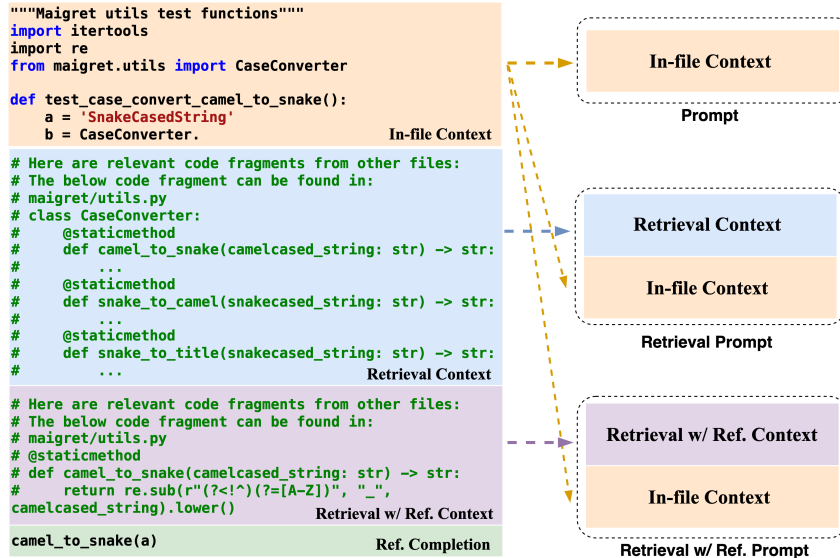 """Maigret utils test functions"""
import itertools
import re
from maigret.utils import CaseConverter
def test_case_convert_camel_to_snake():
    a = 'SnakeCasedString'
    b = CaseConverter.
In-file Context
# Here are relevant code fragments from other files:
# The below code fragment can be found in:
# maigret/utils.py
# class CaseConverter:
#     @staticmethod
#     def camel_to_snake(camelcased_string: str) -> str:
#         ...
#     @staticmethod
#     def snake_to_camel(snakecased_string: str) -> str:
#         ...
#     @staticmethod
#     def snake_to_title(snakecased_string: str) -> str:
#         ...
Retrieval Context
# Here are relevant code fragments from other files:
# The below code fragment can be found in:
# maigret/utils.py
# @staticmethod
# def camel_to_snake(camelcased_string: str) -> str:
#     return re.sub(r"(?<!^)(?=[A-Z])", "_",
camelcased_string).lower()
Retrieval w/ Ref. Context
camel_to_snake(a)
Ref. Completion
In-file Context
Prompt
Retrieval Context
In-file Context
Retrieval Prompt
Retrieval w/ Ref. Context
In-file Context
Retrieval w/ Ref. Prompt